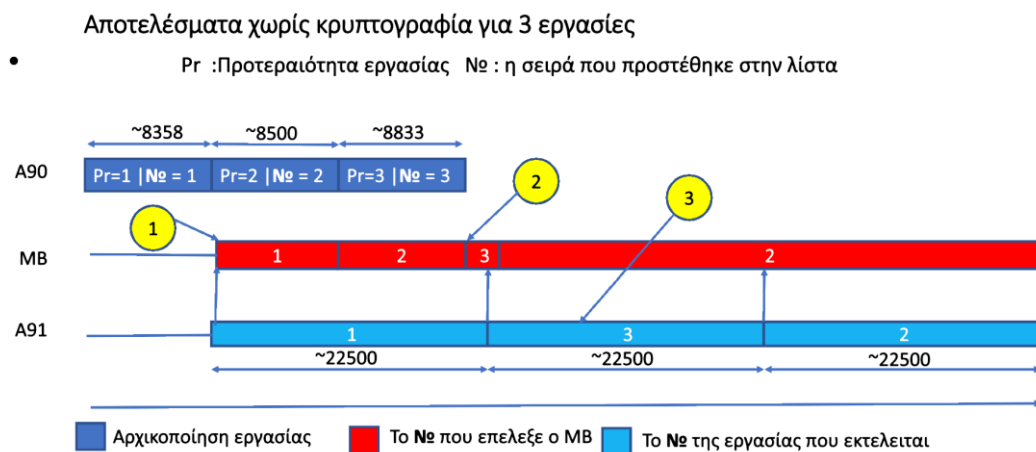 Αποτελέσματα χωρίς κρυπτογραφία για 3 εργασίες
• Pr :Προτεραιότητα εργασίας № : η σειρά που προστέθηκε στην λίστα
~8358 ~8500 ~8833
A90 Pr=1 |№ = 1 Pr=2 |№ = 2 Pr=3 |№ = 3
2
3
1
MB 1 2 3 2
A91 1 3 2
~22500 ~22500 ~22500
Αρχικοποίηση εργασίας Το № που επελεξε ο MB Το № της εργασίας που εκτελειται